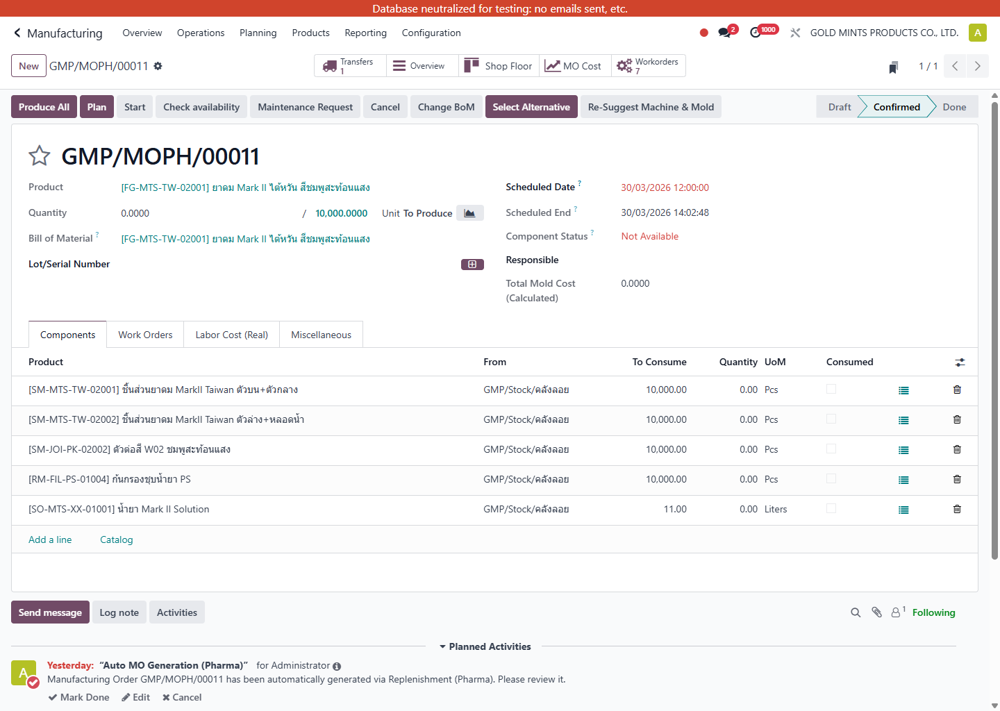 Database neutralized for testing: no emails sent, etc.
Manufacturing Overview Operations Planning Products Reporting Configuration 2 1000 GOLD MINTS PRODUCTS CO., LTD. A
New GMP/MOPH/00011 Transfers 1 Overview Shop Floor MO Cost Workorders 7 1 / 1
Produce All Plan Start Check availability Maintenance Request Cancel Change BoM Select Alternative Re-Suggest Machine & Mold Draft Confirmed Done
GMP/MOPH/00011
Product [FG-MTS-TW-02001] ยาดม Mark II ไต้หวัน สีชมพูสะท้อนแสง
Scheduled Date ? 30/03/2026 12:00:00
Quantity 0.0000 / 10,000.0000 Unit To Produce
Scheduled End ? 30/03/2026 14:02:48
Bill of Material ? [FG-MTS-TW-02001] ยาดม Mark II ไต้หวัน สีชมพูสะท้อนแสง
Component Status ? Not Available
Lot/Serial Number
Responsible
Total Mold Cost (Calculated) 0.0000
Components Work Orders Labor Cost (Real) Miscellaneous
Product From To Consume Quantity UoM Consumed
[SM-MTS-TW-02001] ชิ้นส่วนยาดม MarkII Taiwan ตัวบน+ตัวกลาง GMP/Stock/คลังลอย 10,000.00 0.00 Pcs
[SM-MTS-TW-02002] ชิ้นส่วนยาดม MarkII Taiwan ตัวล่าง+หลอดน้ำ GMP/Stock/คลังลอย 10,000.00 0.00 Pcs
[SM-JOI-PK-02002] ตัวต่อสี W02 ชมพูสะท้อนแสง GMP/Stock/คลังลอย 10,000.00 0.00 Pcs
[RM-FIL-PS-01004] ก้นกรองชุบน้ำยา PS GMP/Stock/คลังลอย 10,000.00 0.00 Pcs
[SO-MTS-XX-01001] น้ำยา Mark II Solution GMP/Stock/คลังลอย 11.00 0.00 Liters
Add a line Catalog
Send message Log note Activities 1 Following
Planned Activities
A Yesterday: “Auto MO Generation (Pharma)” for Administrator
Manufacturing Order GMP/MOPH/00011 has been automatically generated via Replenishment (Pharma). Please review it.
Mark Done Edit Cancel